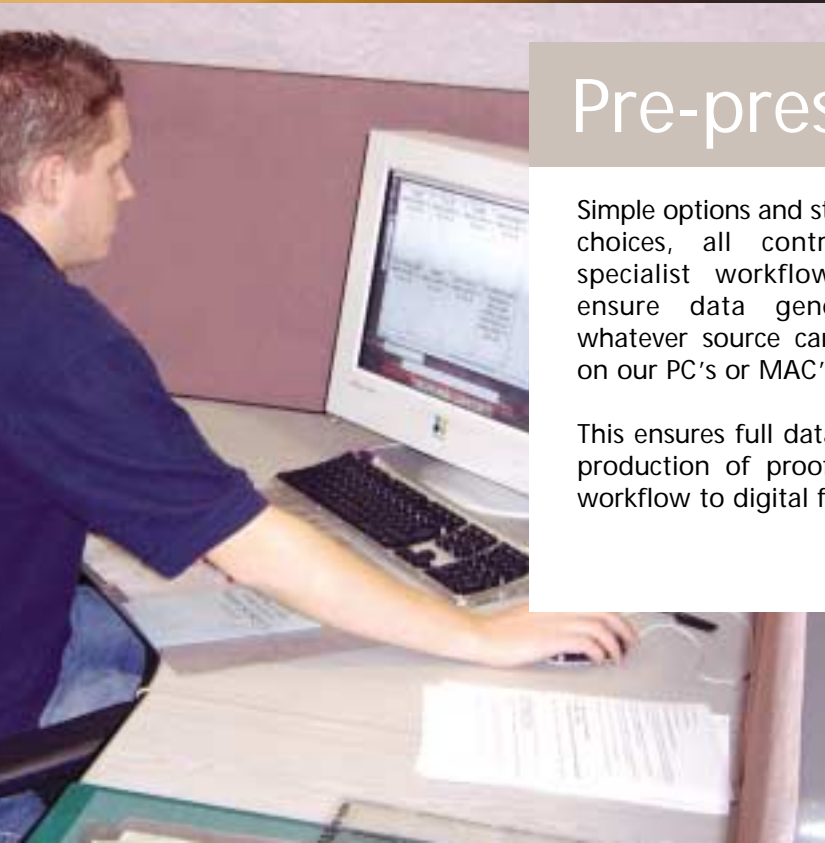 Pre-pres
Simple options and st
choices, all contr
specialist workflow
ensure data gene
whatever source can
on our PC's or MAC'
This ensures full data
production of proof
workflow to digital f